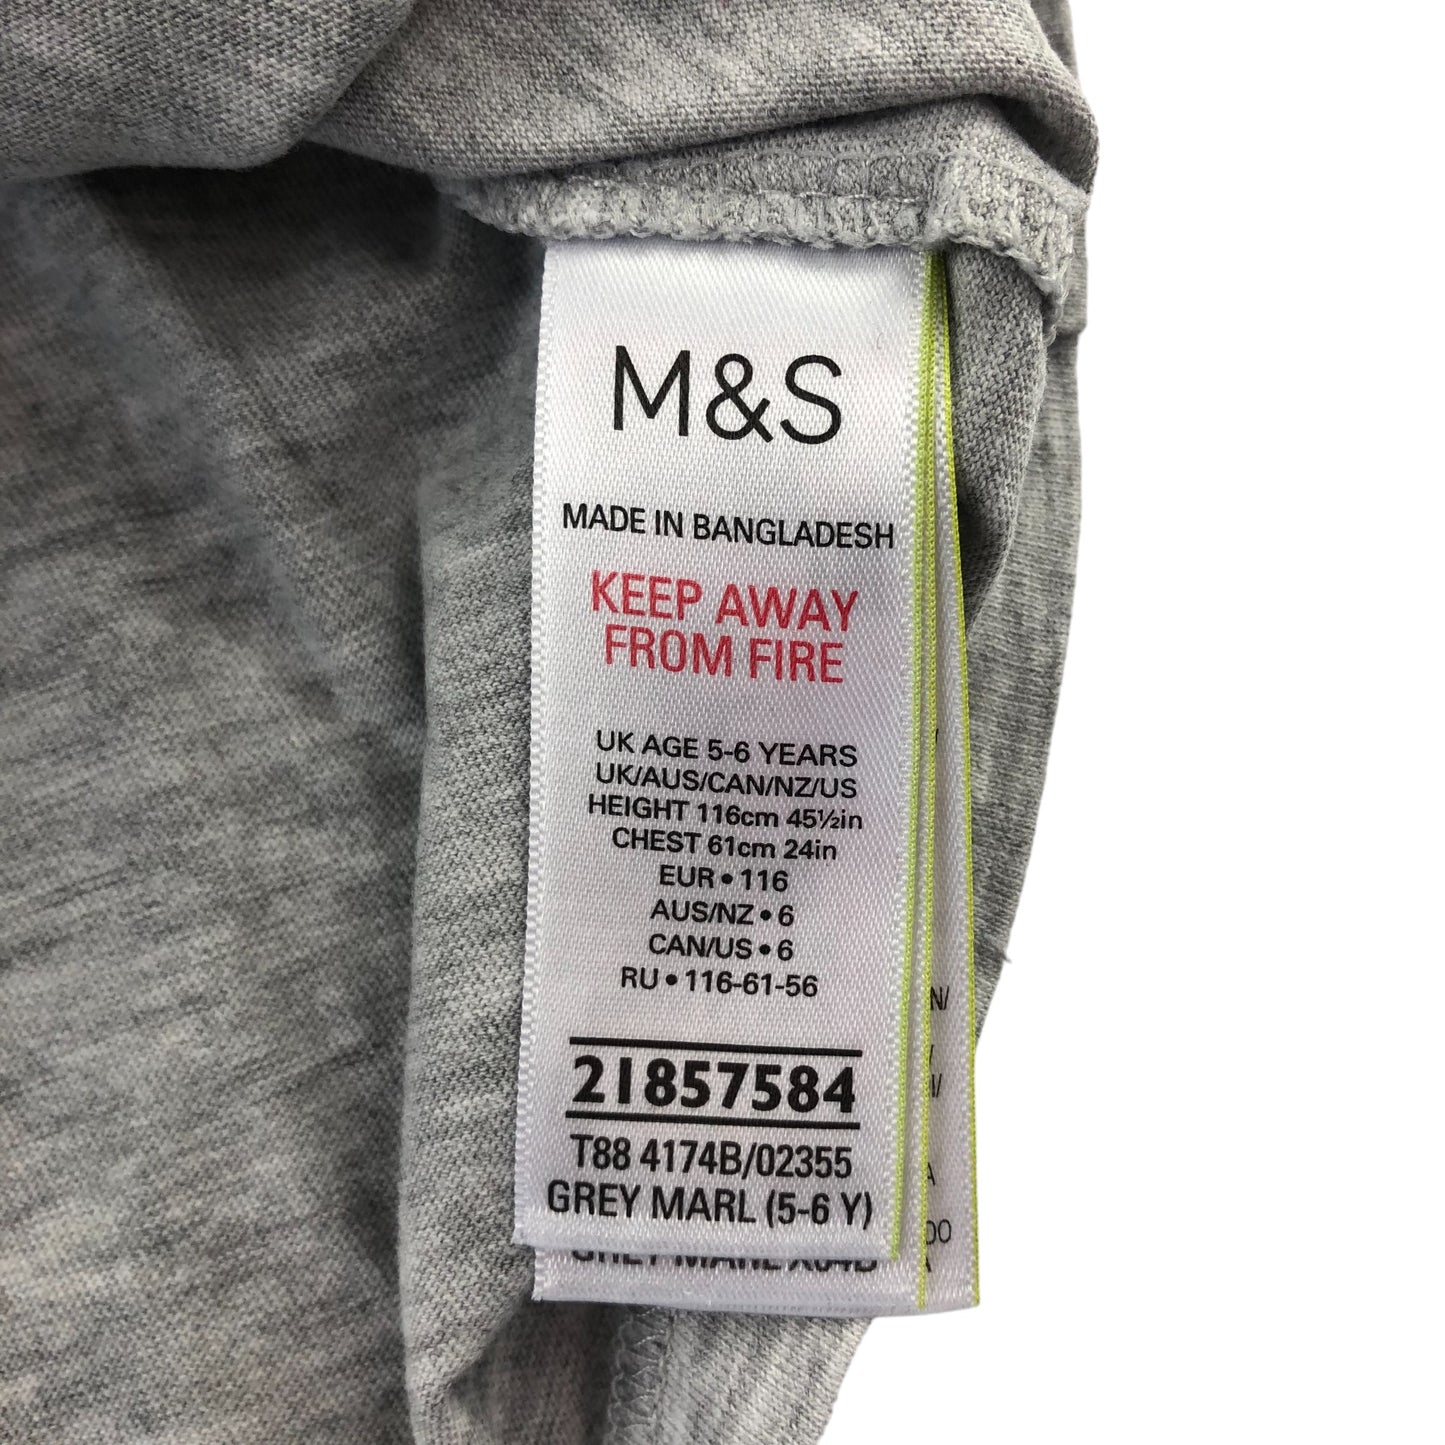 M&S
MADE IN BANGLADESH
KEEP AWAY
FROM FIRE
UK AGE 5-6 YEARS
UK/AUS/CAN/NZ/US
HEIGHT 116cm 45½in
CHEST 61cm 24in
EUR • 116
AUS/NZ • 6
CAN/US • 6
RU • 116-61-56
21857584
T88 4174B/02355
GREY MARL (5-6 Y)